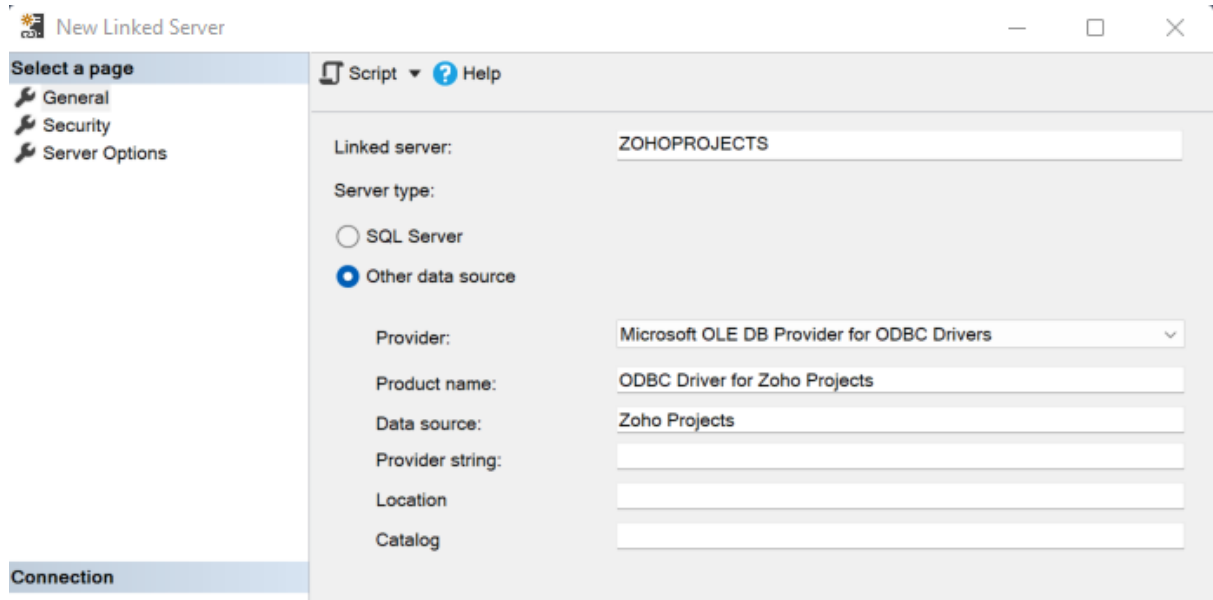 New Linked Server
Select a page
General
Security
Server Options
Script
Help
Linked server: ZOHOPROJECTS
Server type:
SQL Server
Other data source
Provider: Microsoft OLE DB Provider for ODBC Drivers
Product name: ODBC Driver for Zoho Projects
Data source: Zoho Projects
Provider string:
Location
Catalog
Connection